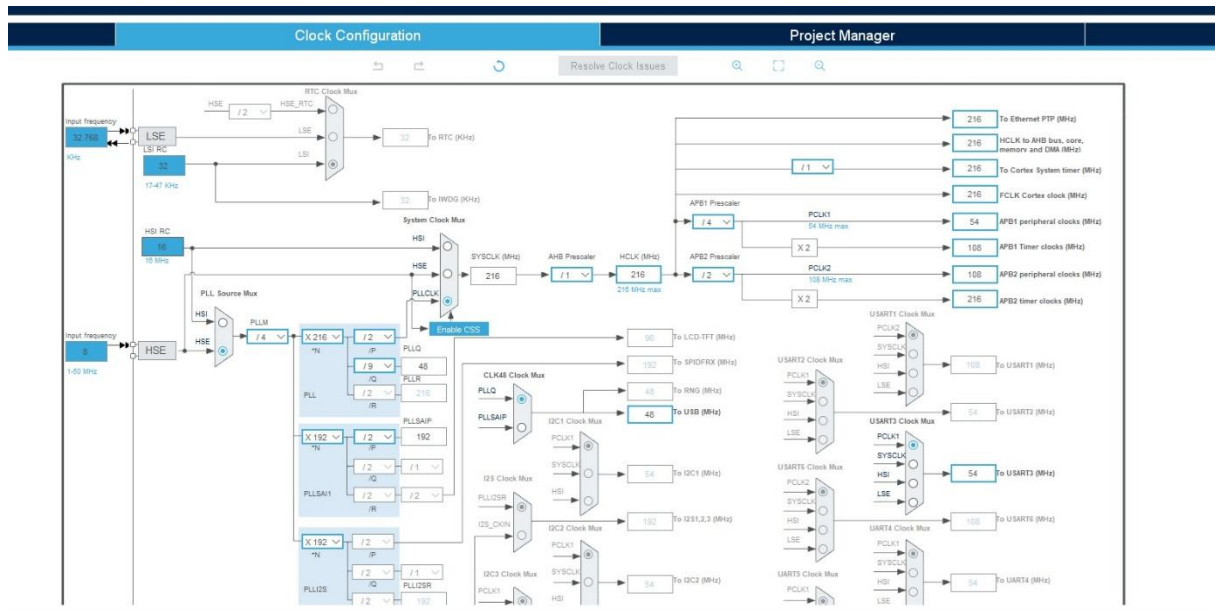 Clock Configuration
Project Manager
Resolve Clock Issues
RTC Clock Mux
HSE
/ 2
HSE_RTC
Input frequency
32.768
KHz
LSE
LSE
32
To RTC (KHz)
LSI RC
32
17-47 KHz
LSI
32
To IWDG (KHz)
216
To Ethernet PTP (MHz)
216
HCLK to AHB bus, core,
memory and DMA (MHz)
/ 1
216
To Cortex System timer (MHz)
216
FCLK Cortex clock (MHz)
System Clock Mux
HSI RC
16
16 MHz
HSI
HSE
PLLCLK
SYSCLK (MHz)
216
AHB Prescaler
/ 1
HCLK (MHz)
216
216 MHz max
APB1 Prescaler
/ 4
PCLK1
54 MHz max
54
APB1 peripheral clocks (MHz)
X 2
108
APB1 Timer clocks (MHz)
APB2 Prescaler
/ 2
PCLK2
108 MHz max
108
APB2 peripheral clocks (MHz)
X 2
216
APB2 timer clocks (MHz)
Enable CSS
PLL Source Mux
HSI
HSE
Input frequency
8
1-50 MHz
HSE
PLLM
/ 4
X 216
*N
/ 2
/P
PLLQ
/ 9
48
/Q
PLLR
/ 2
216
/R
PLL
96
To LCD-TFT (MHz)
192
To SPDIFRX (MHz)
CLK48 Clock Mux
PLLQ
PLLSAIP
48
To RNG (MHz)
48
To USB (MHz)
PLLSAIP
X 192
*N
/ 2
192
/P
/ 2
/ 1
/Q
/ 2
/ 2
/R
PLLSAI1
I2C1 Clock Mux
PCLK1
SYSCLK
HSI
54
To I2C1 (MHz)
I2S Clock Mux
PLLI2SR
I2S_CKIN
192
To I2S1,2,3 (MHz)
I2C2 Clock Mux
PCLK1
SYSCLK
HSI
54
To I2C2 (MHz)
I2C3 Clock Mux
PCLK1
X 192
*N
/ 2
/P
/ 2
/ 1
/Q
PLLI2SR
/ 2
192
PLLI2S
USART1 Clock Mux
PCLK2
SYSCLK
HSI
LSE
108
To USART1 (MHz)
USART2 Clock Mux
PCLK1
SYSCLK
HSI
LSE
54
To USART2 (MHz)
USART3 Clock Mux
PCLK1
SYSCLK
HSI
LSE
54
To USART3 (MHz)
USART6 Clock Mux
PCLK2
SYSCLK
HSI
LSE
108
To USART6 (MHz)
UART4 Clock Mux
PCLK1
SYSCLK
HSI
LSE
54
To UART4 (MHz)
UART5 Clock Mux
PCLK1